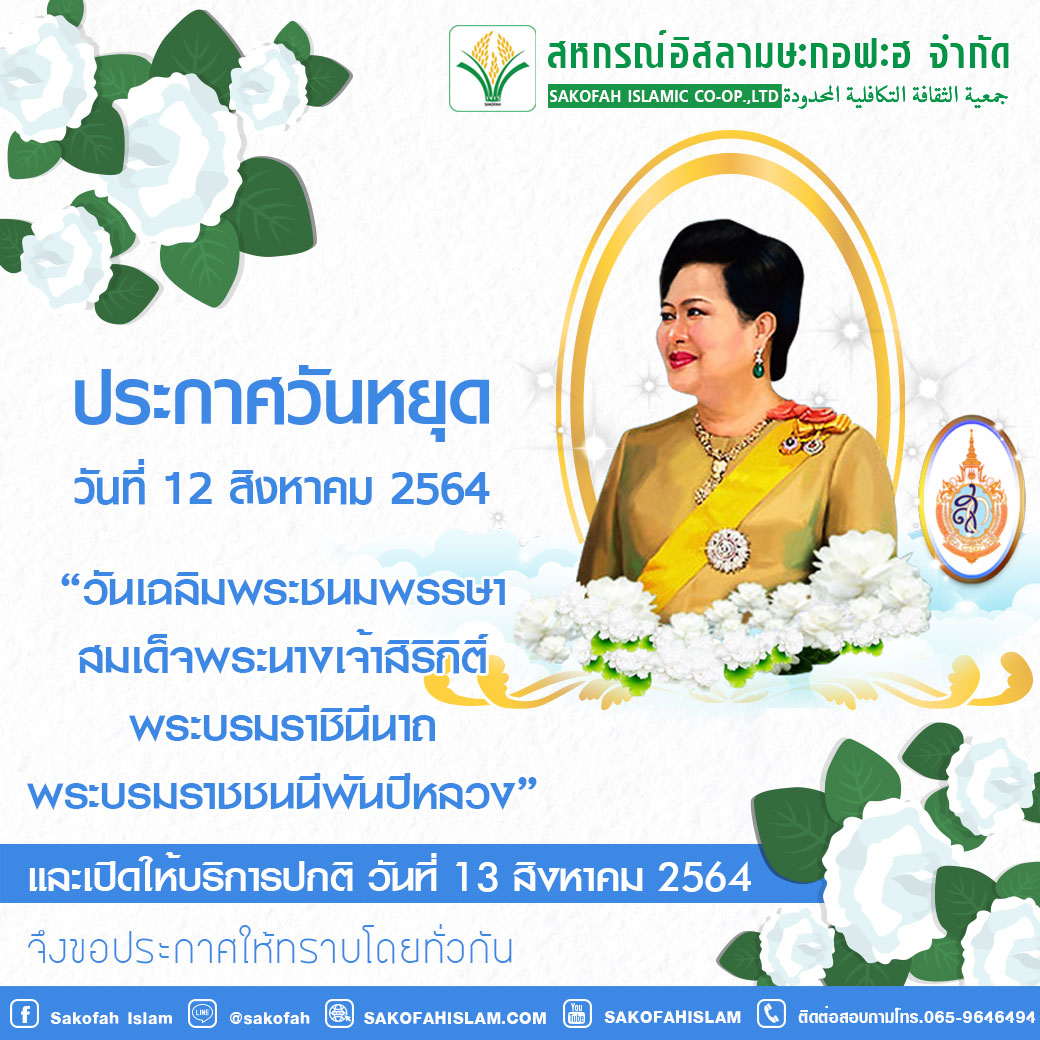 สหกรณ์อิสลามษะกอฟะฮ จำกัด
SAKOFAH ISLAMIC CO-OP.,LTD جمعية الثقافة التكافلية المحدودة
SAKOFAH
ประกาศวันหยุด
วันที่ 12 สิงหาคม 2564
“วันเฉลิมพระชนมพรรษา
สมเด็จพระนางเจ้าสิริกิติ์
พระบรมราชินีนาถ
พระบรมราชชนนีพันปีหลวง”
และเปิดให้บริการปกติ วันที่ 13 สิงหาคม 2564
จึงขอประกาศให้ทราบโดยทั่วกัน
Sakofah Islam LINE @sakofah SAKOFAHISLAM.COM You Tube SAKOFAHISLAM ติดต่อสอบถามโทร.065-9646494